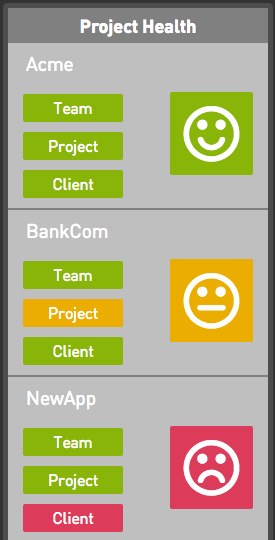 Project Health
Acme
Team
Project
Client
BankCom
Team
Project
Client
NewApp
Team
Project
Client